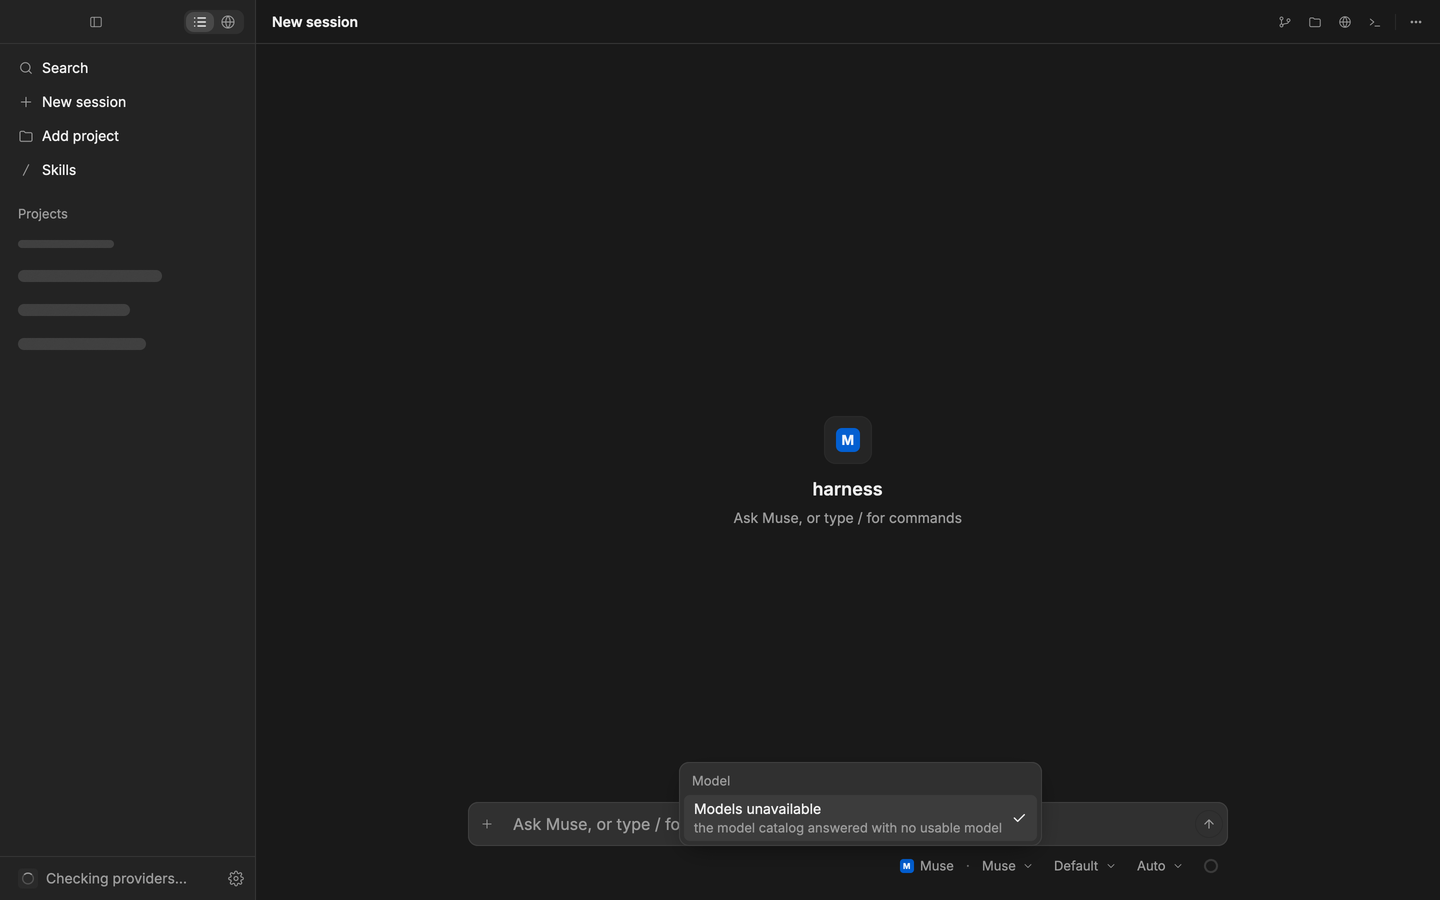 New session
Search
New session
Add project
Skills
Projects
M
harness
Ask Muse, or type / for commands
Model
Models unavailable
the model catalog answered with no usable model
Ask Muse, or type / fo
M Muse · Muse Default Auto
Checking providers...